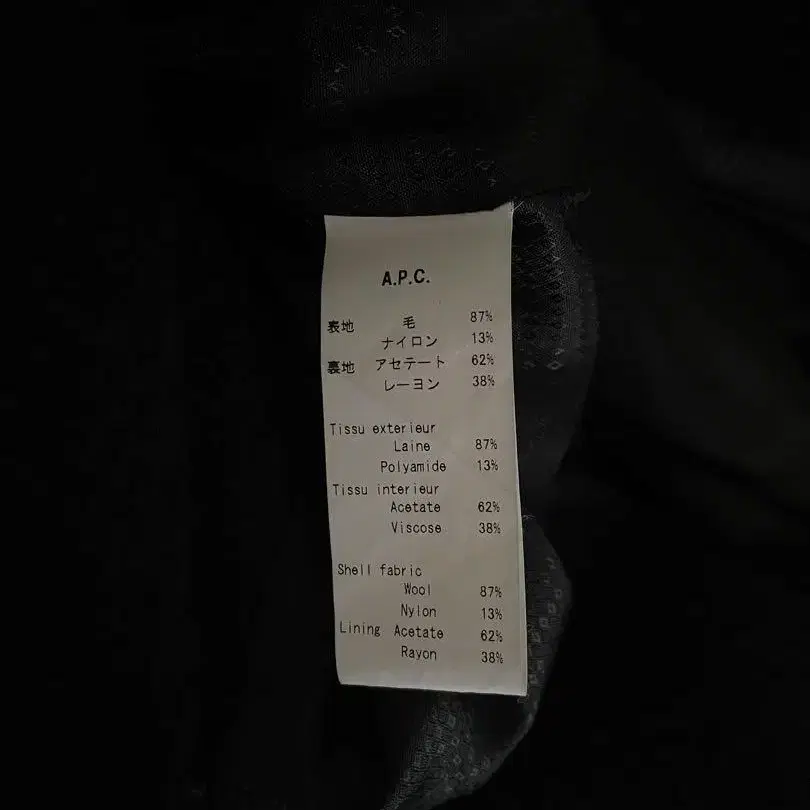 A.P.C.
表地 毛 87%
ナイロン 13%
裏地 アセテート 62%
レーヨン 38%
Tissu exterieur
Laine 87%
Polyamide 13%
Tissu interieur
Acetate 62%
Viscose 38%
Shell fabric
Wool 87%
Nylon 13%
Lining Acetate 62%
Rayon 38%